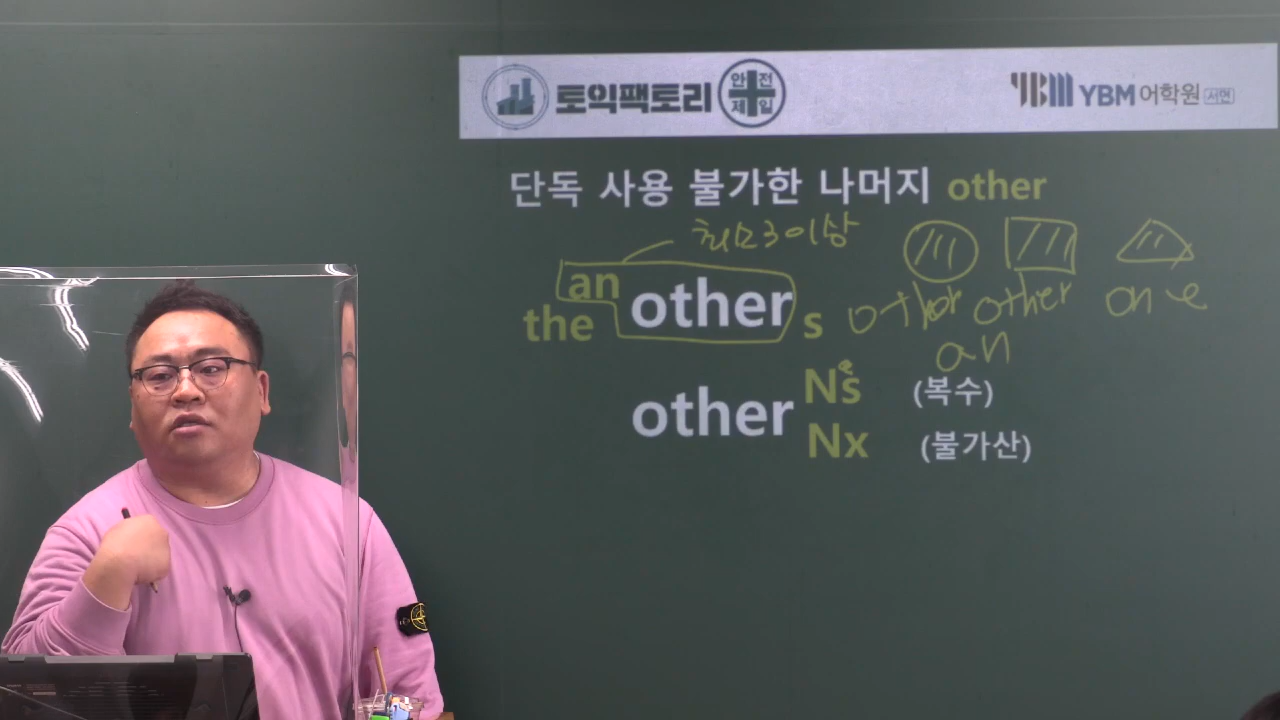 토익팩토리 안전제일 YBM 어학원 서면
단독 사용 불가한 나머지 other
최소 3이상
an
the other s
other other one
an
other N's (복수)
Nx (불가산)